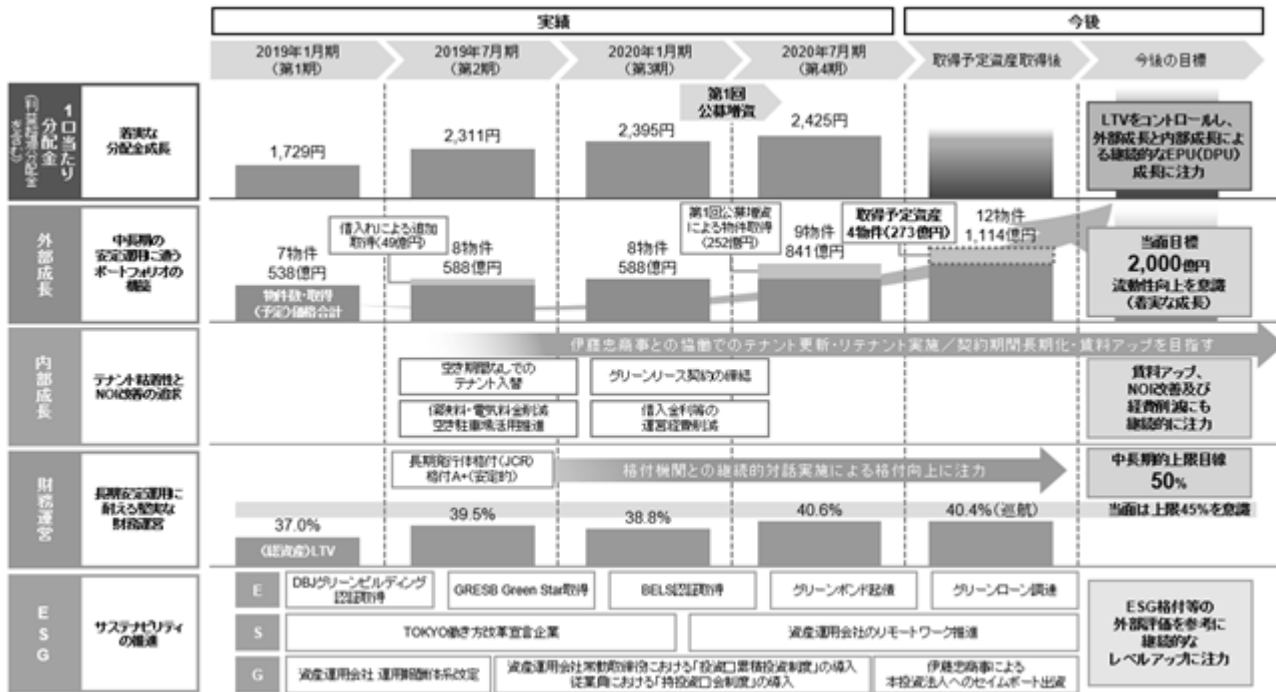 実績
今後
2019年1月期
(第1期)
2019年7月期
(第2期)
2020年1月期
(第3期)
2020年7月期
(第4期)
取得予定資産取得後
今後の目標
1口当たり
分配金
(利益超過分配金
を含む)
着実な
分配金成長
1,729円
2,311円
2,395円
第1回
公募増資
2,425円
LTVをコントロールし、
外部成長と内部成長によ
る継続的なEPU(DPU)
成長に注力
外部成長
中長期の
安定運用に適う
ポートフォリオの
構築
7物件
538億円
物件数・取得
(予定)価格合計
借入れによる追加
取得(49億円)
8物件
588億円
8物件
588億円
第1回公募増資
による物件取得
(252億円)
9物件
841億円
取得予定資産
4物件(273億円)
12物件
1,114億円
当面目標
2,000億円
流動性向上を意識
(着実な成長)
内部成長
テナント粘着性と
NOI改善の追求
伊藤忠商事との協働でのテナント更新・リテナント実施/契約期間長期化・賃料アップを目指す
空き期間なしでの
テナント入替
グリーンリース契約の締結
保険料・電気料金削減
空き駐車場活用推進
借入金利等の
運営経費削減
賃料アップ、
NOI改善及び
経費削減にも
継続的に注力
財務運営
長期安定運用に
耐える堅実な
財務運営
長期発行体格付(JCR)
格付A+(安定的)
格付機関との継続的対話実施による格付向上に注力
中長期的上限目線
50%
当面は上限45%を意識
37.0%
(総資産)LTV
39.5%
38.8%
40.6%
40.4%(巡航)
ESG
サステナビリティ
の推進
E
DBJグリーンビルディング
認証取得
GRESB Green Star取得
BELS認証取得
グリーンボンド起債
グリーンローン調達
S
TOKYO働き方改革宣言企業
資産運用会社のリモートワーク推進
G
資産運用会社 運用報酬体系改定
資産運用会社常勤取締役における「投資口累積投資制度」の導入
従業員における「持投資口会制度」の導入
伊藤忠商事による
本投資法人へのセイムボート出資
ESG格付等の
外部評価を参考に
継続的な
レベルアップに注力